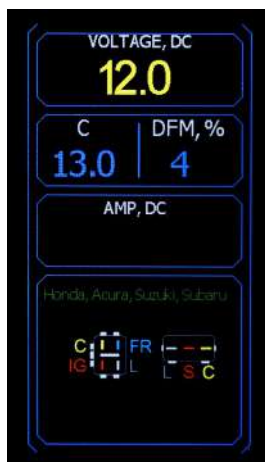 VOLTAGE, DC
12.0
C DFM, %
13.0 4
AMP, DC
Honda, Acura, Suzuki, Subaru
C FR
IG L
L S C